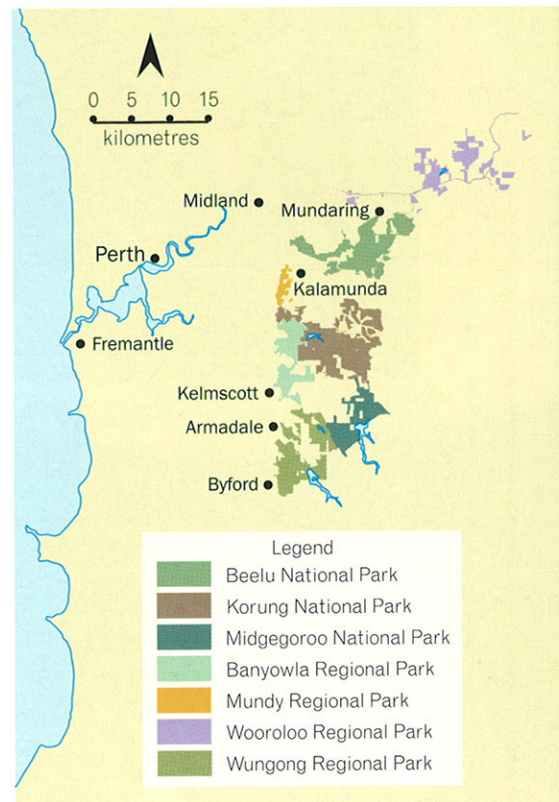 0 5 10 15
kilometres
Midland
Mundaring
Perth
Kalamunda
Fremantle
Kelmscott
Armadale
Byford
Legend
Beelu National Park
Korung National Park
Midgegoroo National Park
Banyowla Regional Park
Mundy Regional Park
Wooroloo Regional Park
Wungong Regional Park